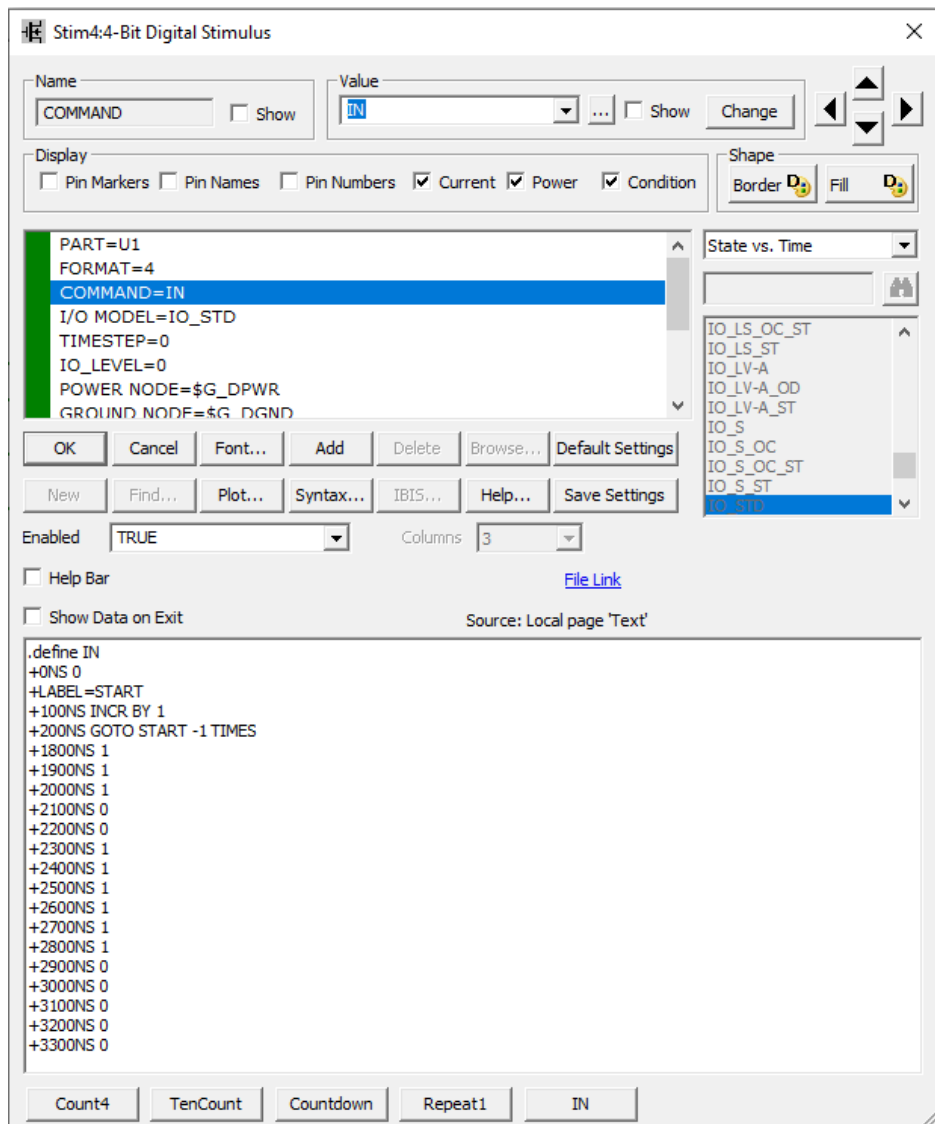 Stim4:4-Bit Digital Stimulus
Name
COMMAND
Show
Value
IN
...
Show
Change
Display
Pin Markers
Pin Names
Pin Numbers
Current
Power
Condition
Shape
Border
Fill
PART=U1
FORMAT=4
COMMAND=IN
I/O MODEL=IO_STD
TIMESTEP=0
IO_LEVEL=0
POWER NODE=$G_DPWR
GROUND NODE=$G_DGND
State vs. Time
IO_LS_OC_ST
IO_LS_ST
IO_LV-A
IO_LV-A_OD
IO_LV-A_ST
IO_S
IO_S_OC
IO_S_OC_ST
IO_S_ST
IO_STD
OK
Cancel
Font...
Add
Delete
Browse...
Default Settings
New
Find...
Plot...
Syntax...
IBIS...
Help...
Save Settings
Enabled
TRUE
Columns
3
Help Bar
File Link
Show Data on Exit
Source: Local page 'Text'
.define IN
+0NS 0
+LABEL=START
+100NS INCR BY 1
+200NS GOTO START -1 TIMES
+1800NS 1
+1900NS 1
+2000NS 1
+2100NS 0
+2200NS 0
+2300NS 1
+2400NS 1
+2500NS 1
+2600NS 1
+2700NS 1
+2800NS 1
+2900NS 0
+3000NS 0
+3100NS 0
+3200NS 0
+3300NS 0
Count4
TenCount
Countdown
Repeat1
IN